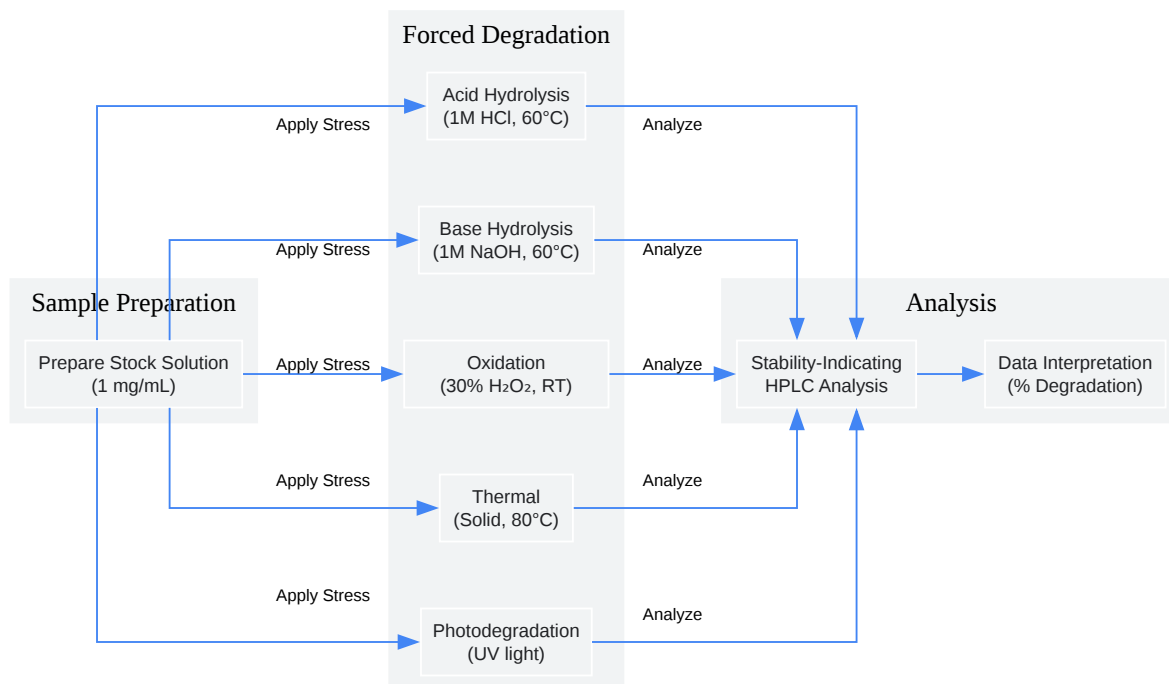 Forced Degradation
Acid Hydrolysis
(1M HCl, 60°C)
Apply Stress
Analyze
Base Hydrolysis
(1M NaOH, 60°C)
Apply Stress
Analyze
Sample Preparation
Analysis
Prepare Stock Solution
(1 mg/mL)
Apply Stress
Oxidation
(30% H₂O₂, RT)
Analyze
Stability-Indicating
HPLC Analysis
Data Interpretation
(% Degradation)
Apply Stress
Thermal
(Solid, 80°C)
Analyze
Apply Stress
Photodegradation
(UV light)
Analyze